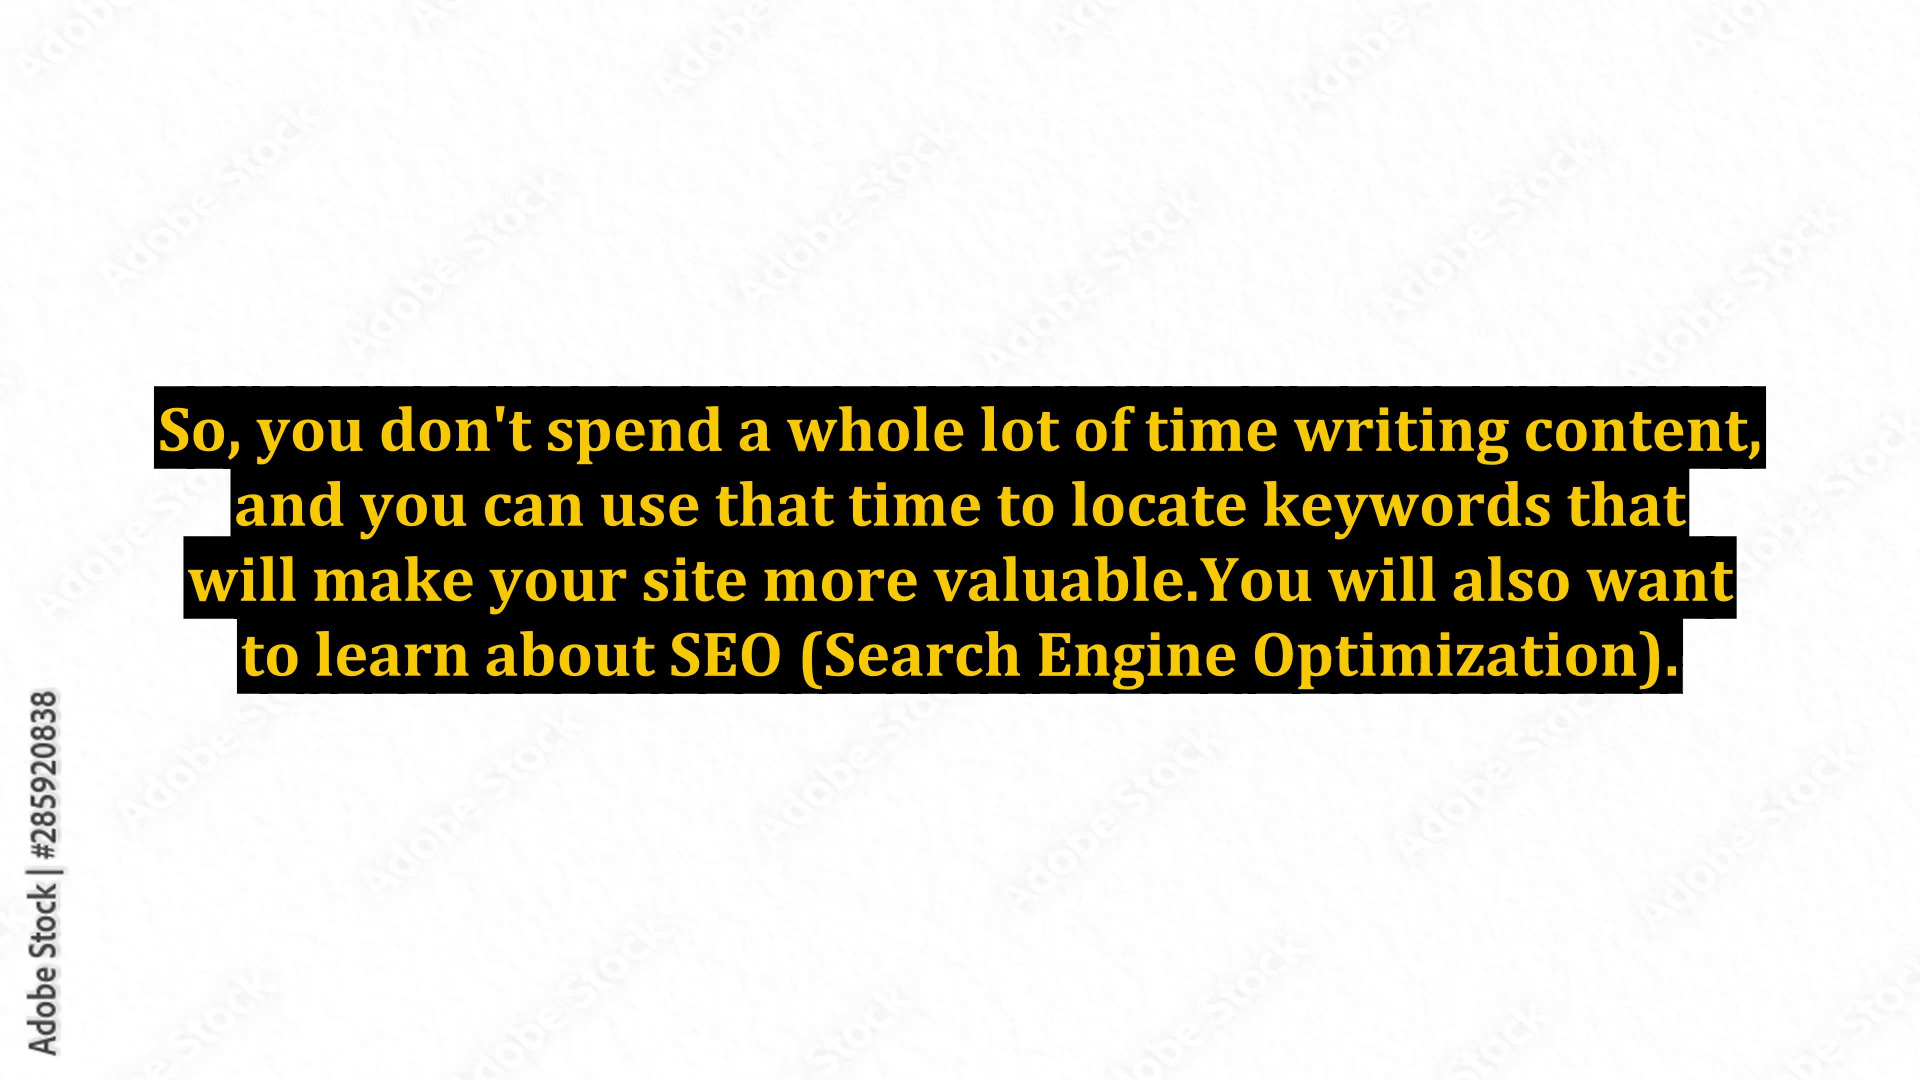 So, you don't spend a whole lot of time writing content,
and you can use that time to locate keywords that
will make your site more valuable.You will also want
to learn about SEO (Search Engine Optimization).
Adobe Stock | #285920838